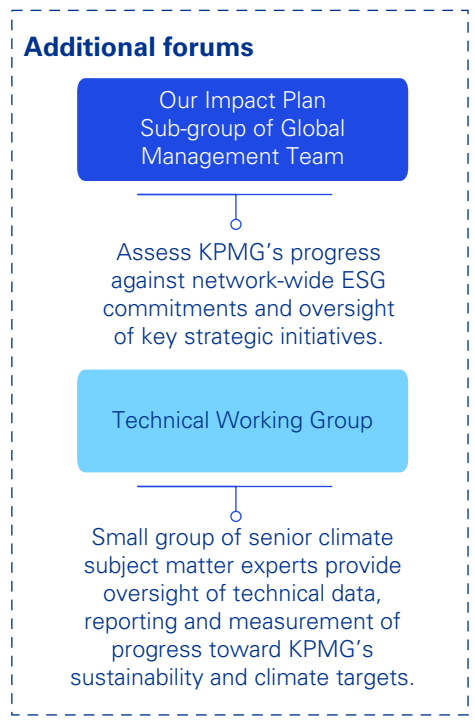 Additional forums
Our Impact Plan
Sub-group of Global
Management Team
Assess KPMG's progress
against network-wide ESG
commitments and oversight
of key strategic initiatives.
Technical Working Group
Small group of senior climate
subject matter experts provide
oversight of technical data,
reporting and measurement of
progress toward KPMG's
sustainability and climate targets.